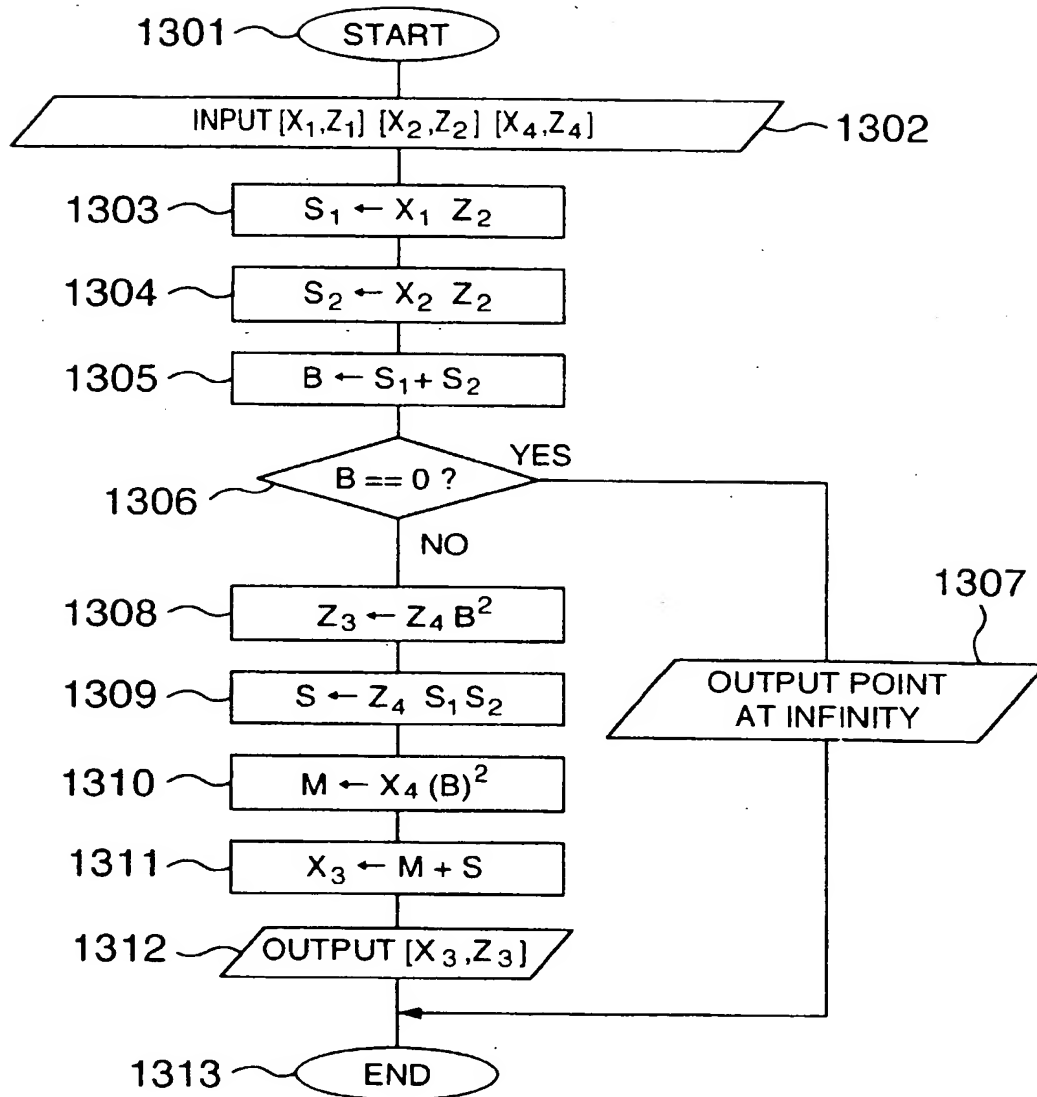 1301 START
INPUT [X₁,Z₁] [X₂,Z₂] [X₄,Z₄] 1302
1303 S₁ ← X₁ Z₂
1304 S₂ ← X₂ Z₂
1305 B ← S₁ + S₂
1306 B == 0 ? YES
NO
1307
1308 Z₃ ← Z₄ B²
OUTPUT POINT
AT INFINITY
1309 S ← Z₄ S₁ S₂
1310 M ← X₄ (B)²
1311 X₃ ← M + S
1312 OUTPUT [X₃,Z₃]
1313 END